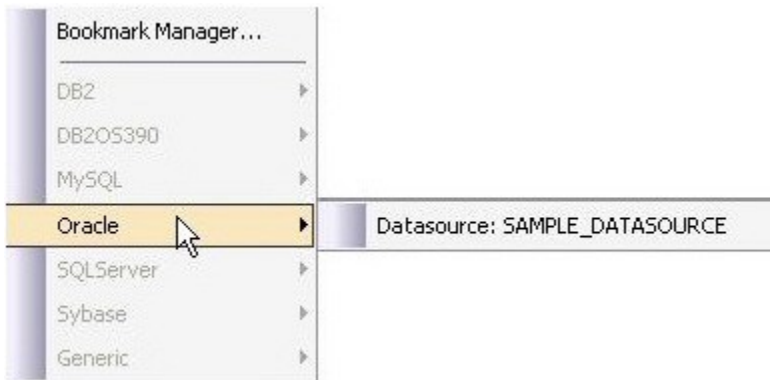 Bookmark Manager...
DB2
DB2OS390
MySQL
Oracle
Datasource: SAMPLE_DATASOURCE
SQLServer
Sybase
Generic